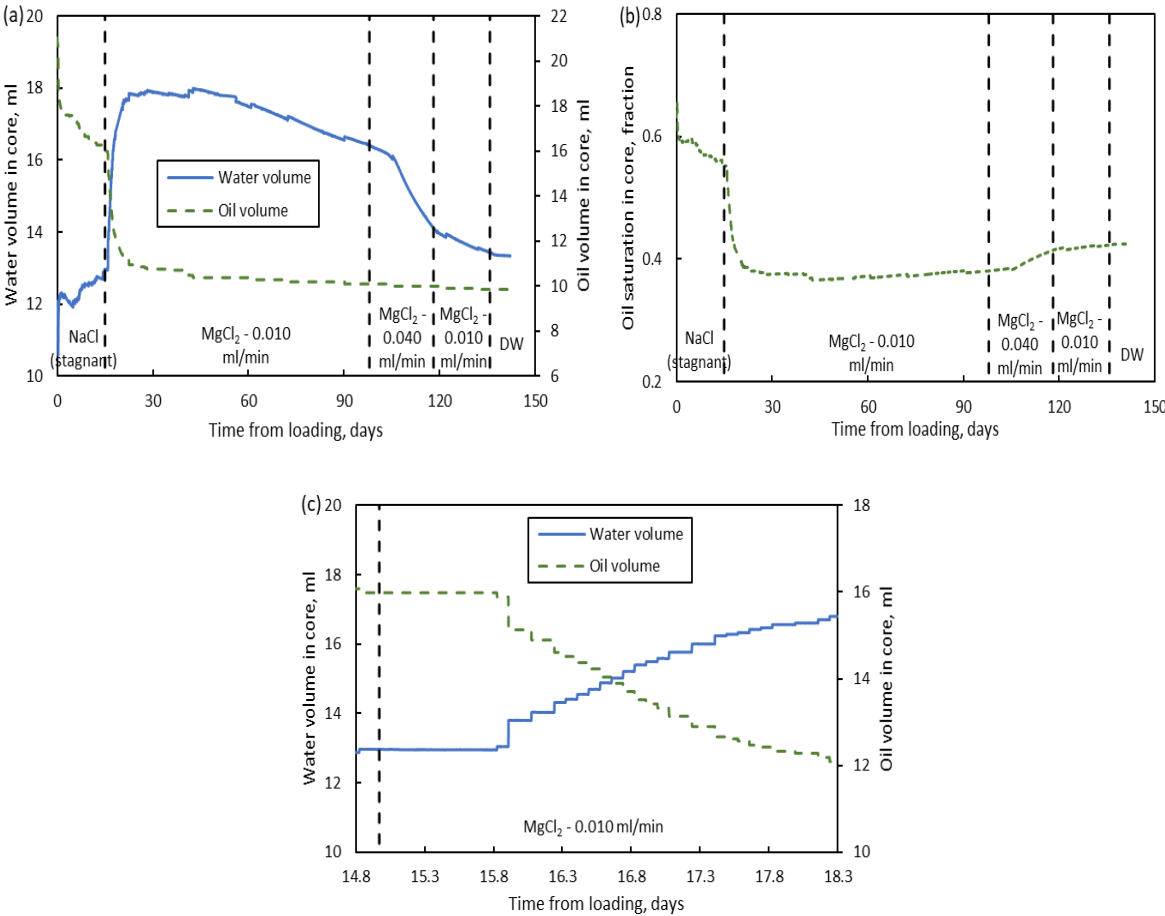 (a)
20
18
16
14
12
10
Water volume in core, ml
22
20
18
16
14
12
10
8
6
Oil volume in core, ml
Water volume
Oil volume
NaCl
(stagnant)
MgCl₂ - 0.010
ml/min
MgCl₂ -
0.040
ml/min
MgCl₂ -
0.010
ml/min
DW
0 30 60 90 120 150
Time from loading, days
(b)
0.8
0.6
0.4
0.2
Oil saturation in core, fraction
NaCl
(stagnant)
MgCl₂ - 0.010
ml/min
MgCl₂ -
0.040
ml/min
MgCl₂ -
0.010
ml/min
DW
0 30 60 90 120 150
Time from loading, days
(c)
20
18
16
14
12
10
Water volume in core, ml
18
16
14
12
10
Oil volume in core, ml
Water volume
Oil volume
MgCl₂ - 0.010 ml/min
14.8 15.3 15.8 16.3 16.8 17.3 17.8 18.3
Time from loading, days